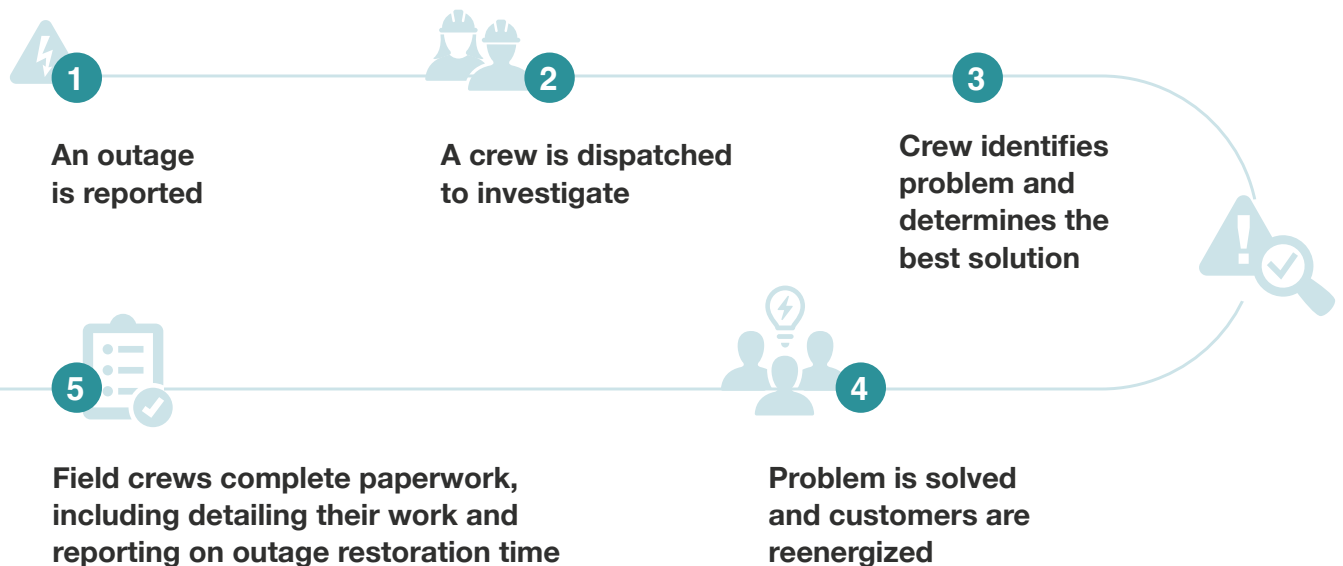 1
An outage
is reported
2
A crew is dispatched
to investigate
3
Crew identifies
problem and
determines the
best solution
4
Problem is solved
and customers are
reenergized
5
Field crews complete paperwork,
including detailing their work and
reporting on outage restoration time